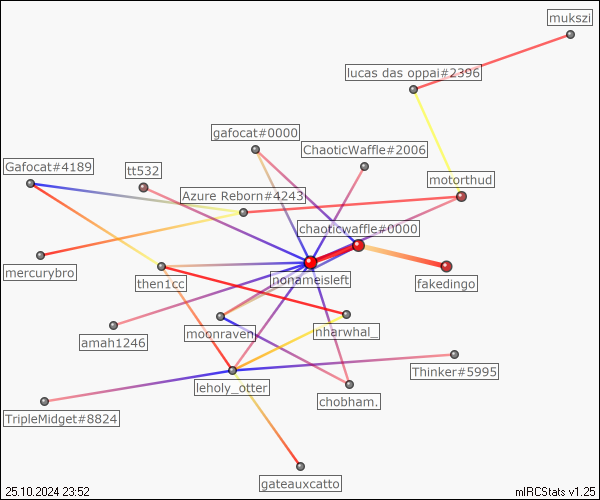 mukszi
lucas das oppai#2396
gafocat#0000
ChaoticWaffle#2006
Gafocat#4189
tt532
motorthud
Azure Reborn#4243
chaoticwaffle#0000
mercurybro
then1cc
nonameisleft
fakedingo
amah1246
moonraven
nharwhal_
Thinker#5995
leholy_otter
chobham.
TripleMidget#8824
gateauxcatto
25.10.2024 23:52
mIRCStats v1.25